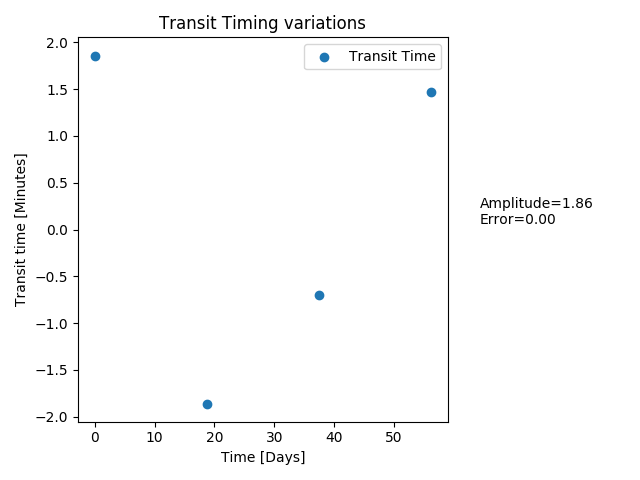 Transit Timing variations
Transit Time
Transit time [Minutes]
2.0
1.5
1.0
0.5
0.0
−0.5
−1.0
−1.5
−2.0
0
10
20
30
40
50
Time [Days]
Amplitude=1.86
Error=0.00